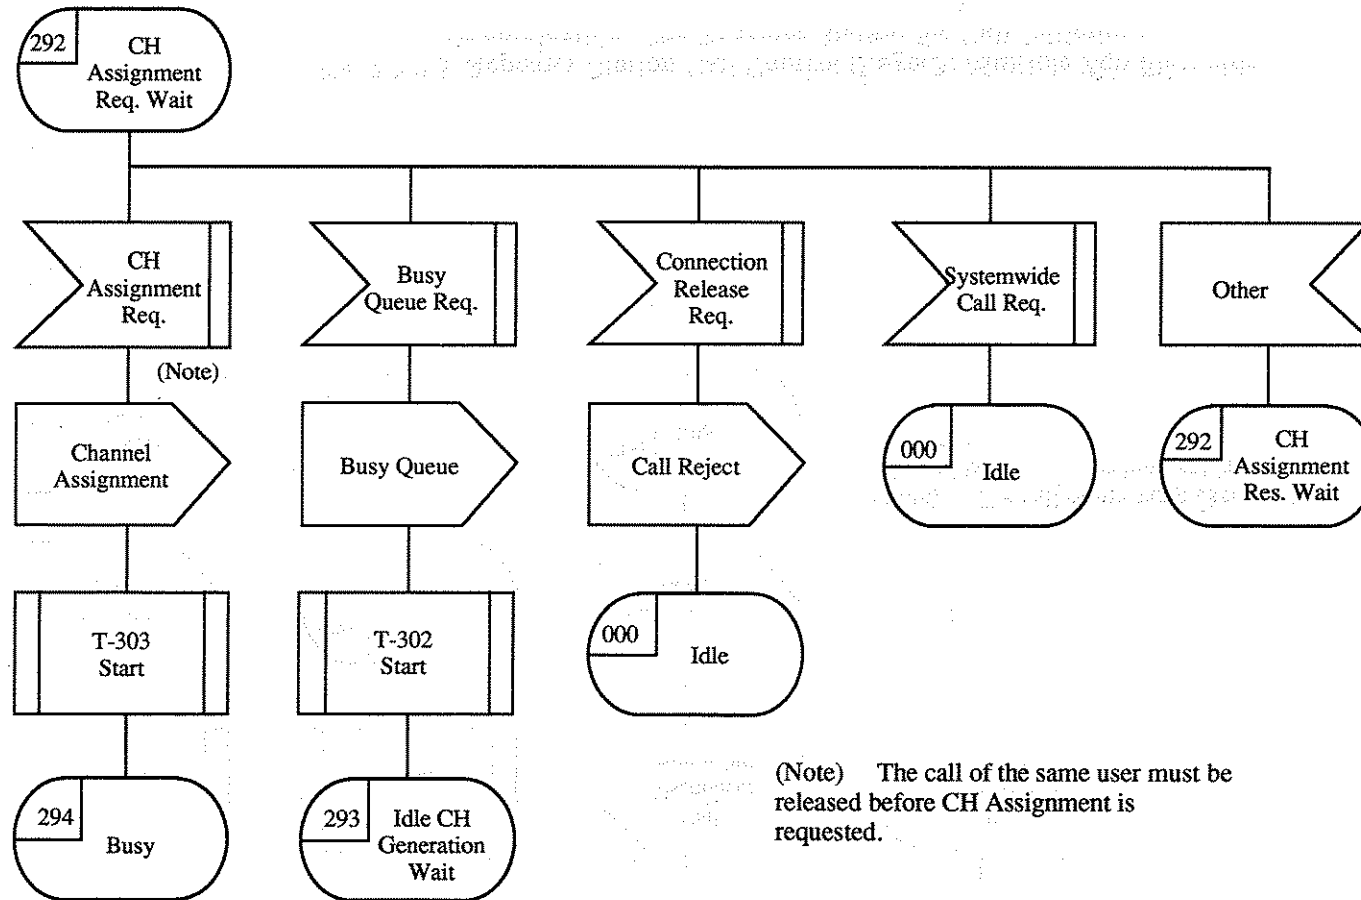 292
CH
Assignment
Req. Wait
CH
Assignment
Req.
(Note)
Busy
Queue Req.
Connection
Release
Req.
Systemwide
Call Req.
Other
Channel
Assignment
Busy Queue
Call Reject
000
Idle
292
CH
Assignment
Res. Wait
T-303
Start
T-302
Start
000
Idle
294
Busy
293
Idle CH
Generation
Wait
(Note) The call of the same user must be
released before CH Assignment is
requested.